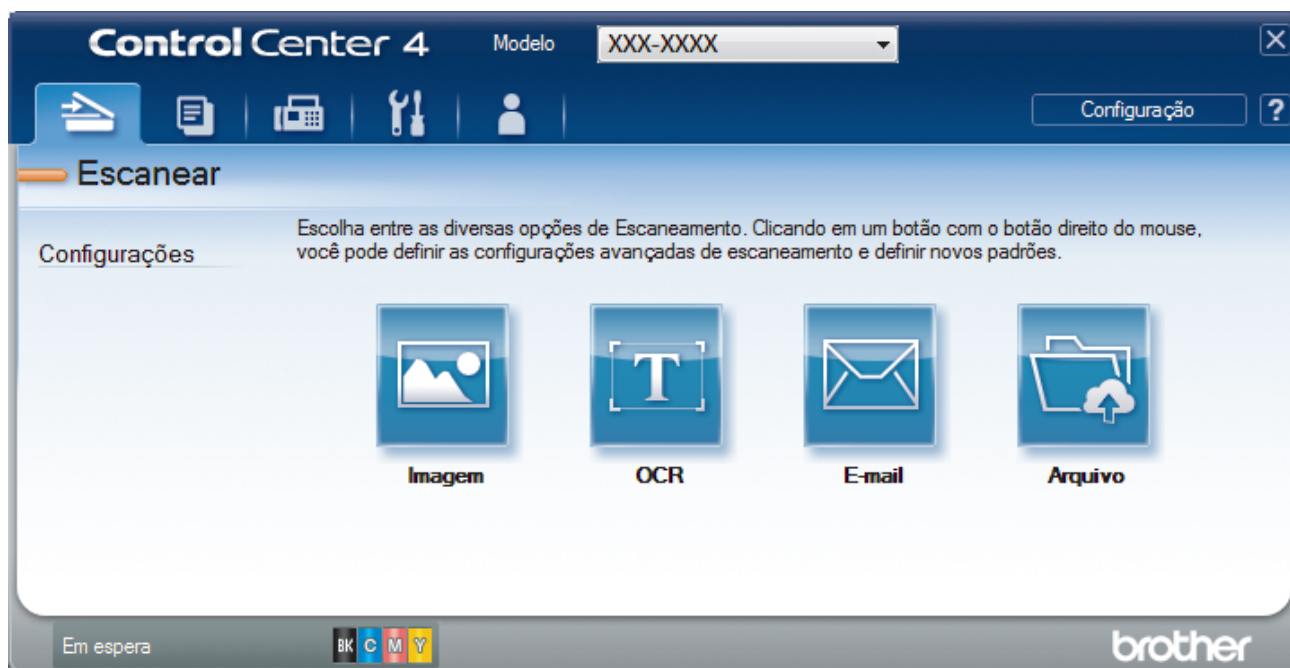 Control Center 4
Modelo
XXX-XXXX
Configuração
?
Escanear
Configurações
Escolha entre as diversas opções de Escaneamento. Clicando em um botão com o botão direito do mouse,
você pode definir as configurações avançadas de escaneamento e definir novos padrões.
T
Imagem
OCR
E-mail
Arquivo
Em espera
BK C M Y
brother